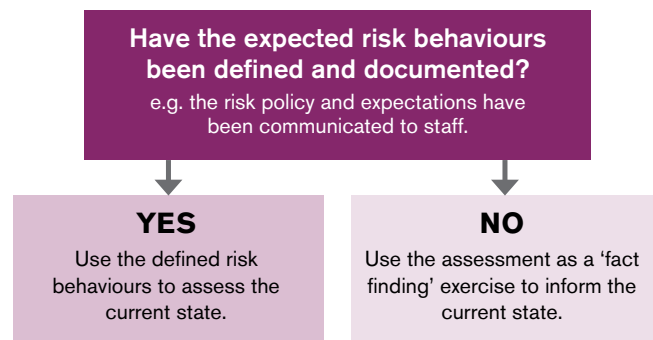 Have the expected risk behaviours
been defined and documented?
e.g. the risk policy and expectations have
been communicated to staff.
YES
Use the defined risk
behaviours to assess the
current state.
NO
Use the assessment as a ‘fact
finding’ exercise to inform the
current state.